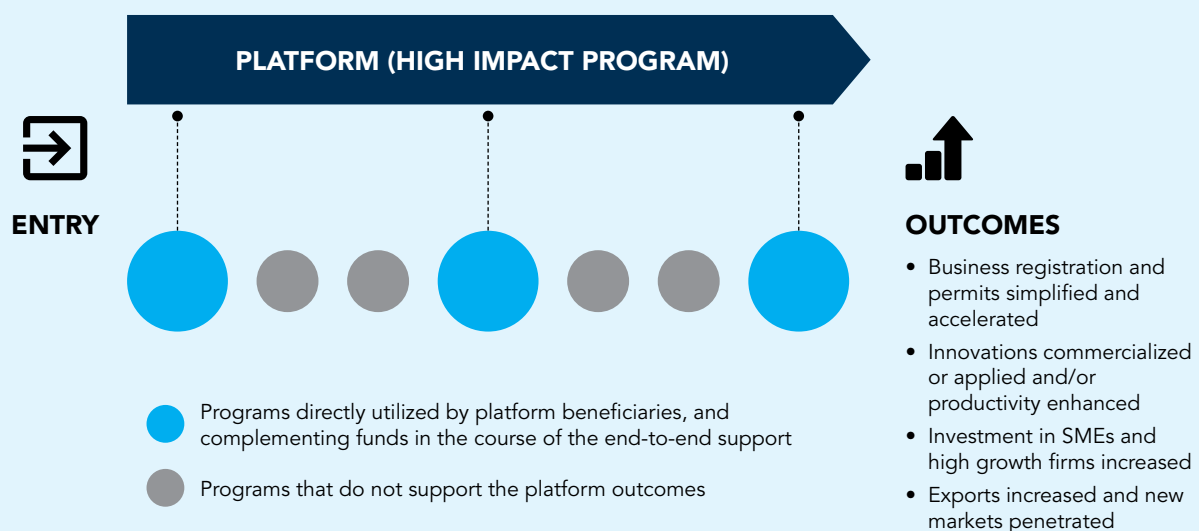 PLATFORM (HIGH IMPACT PROGRAM)
ENTRY
OUTCOMES
• Business registration and
permits simplified and
accelerated
• Innovations commercialized
or applied and/or
productivity enhanced
• Investment in SMEs and
high growth firms increased
• Exports increased and new
markets penetrated
Programs directly utilized by platform beneficiaries, and
complementing funds in the course of the end-to-end support
Programs that do not support the platform outcomes